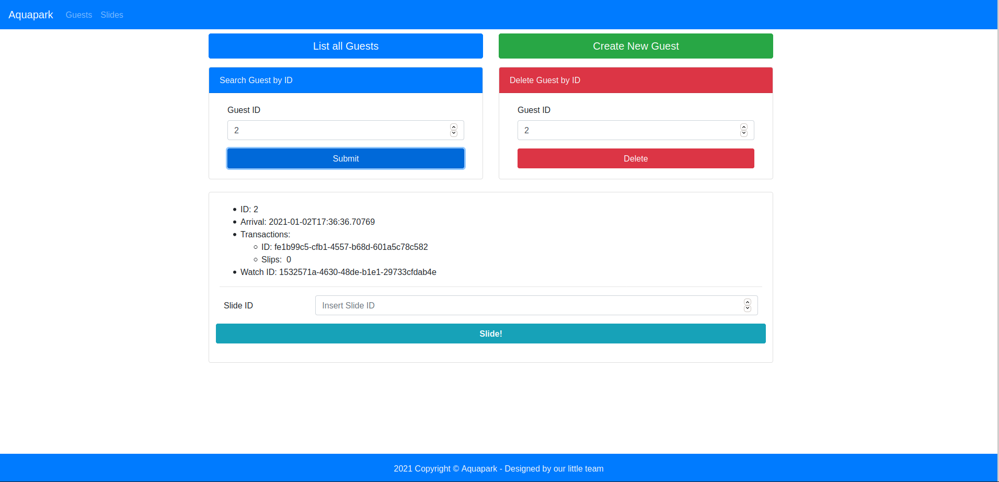 Aquapark Guests Slides
List all Guests
Create New Guest
Search Guest by ID
Guest ID
2
Submit
Delete Guest by ID
Guest ID
2
Delete
ID: 2
Arrival: 2021-01-02T17:36:36.70769
Transactions:
ID: fe1b99c5-cfb1-4557-b68d-601a5c78c582
Slips: 0
Watch ID: 1532571a-4630-48de-b1e1-29733cfdab4e
Slide ID Insert Slide ID
Slide!
2021 Copyright © Aquapark - Designed by our little team